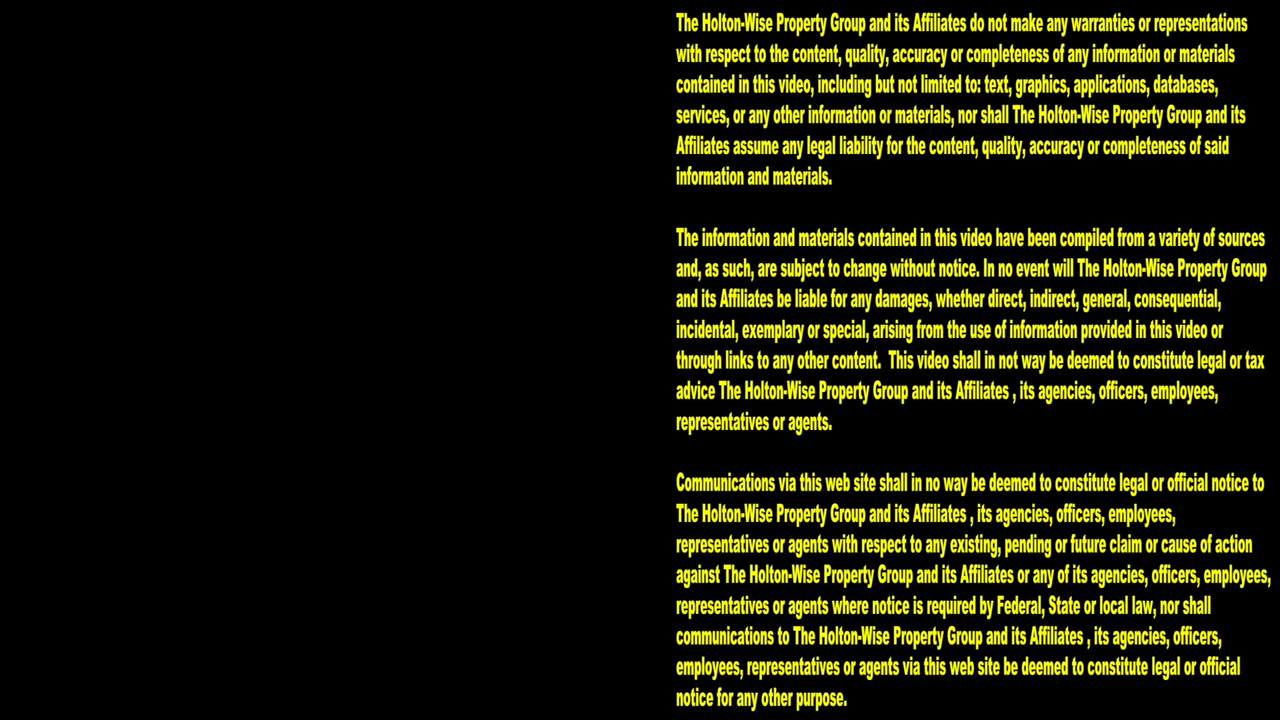 The Holton-Wise Property Group and its Affiliates do not make any warranties or representations
with respect to the content, quality, accuracy or completeness of any information or materials
contained in this video, including but not limited to: text, graphics, applications, databases,
services, or any other information or materials, nor shall The Holton-Wise Property Group and its
Affiliates assume any legal liability for the content, quality, accuracy or completeness of said
information and materials.
The information and materials contained in this video have been compiled from a variety of sources
and, as such, are subject to change without notice. In no event will The Holton-Wise Property Group
and its Affiliates be liable for any damages, whether direct, indirect, general, consequential,
incidental, exemplary or special, arising from the use of information provided in this video or
through links to any other content.  This video shall in not way be deemed to constitute legal or tax
advice The Holton-Wise Property Group and its Affiliates , its agencies, officers, employees,
representatives or agents.
Communications via this web site shall in no way be deemed to constitute legal or official notice to
The Holton-Wise Property Group and its Affiliates , its agencies, officers, employees,
representatives or agents with respect to any existing, pending or future claim or cause of action
against The Holton-Wise Property Group and its Affiliates or any of its agencies, officers, employees,
representatives or agents where notice is required by Federal, State or local law, nor shall
communications to The Holton-Wise Property Group and its Affiliates , its agencies, officers,
employees, representatives or agents via this web site be deemed to constitute legal or official
notice for any other purpose.